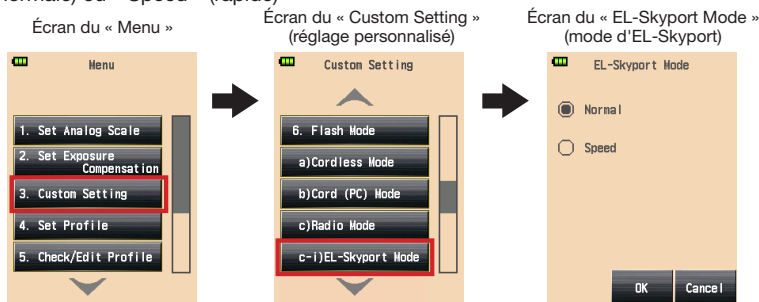 normale) ou « Speed » (rapide)
Écran du « Menu »
Menu
1. Set Analog Scale
2. Set Exposure
Compensation
3. Custom Setting
4. Set Profile
5. Check/Edit Profile
Écran du « Custom Setting »
(réglage personnalisé)
Custom Setting
6. Flash Mode
a)Cordless Mode
b)Cord (PC) Mode
c)Radio Mode
c-i)EL-Skyport Mode
Écran du « EL-Skyport Mode »
(mode d'EL-Skyport)
EL-Skyport Mode
Normal
Speed
OK Cancel